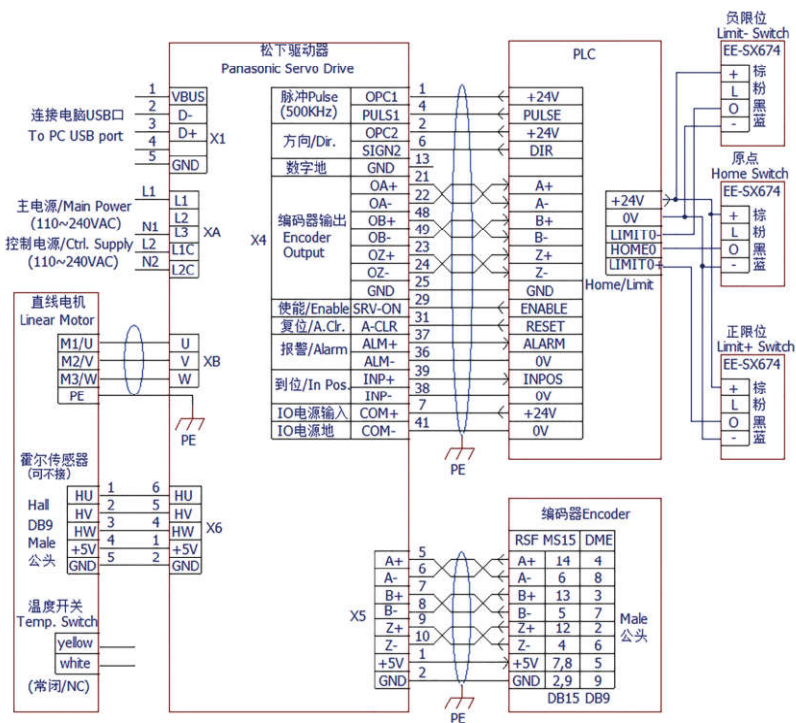 负限位
Limit- Switch
EE-SX674
+ 棕
L 粉
O 黑
- 蓝
原点
Home Switch
EE-SX674
+ 棕
L 粉
O 黑
- 蓝
正限位
Limit+ Switch
EE-SX674
+ 棕
L 粉
O 黑
- 蓝
松下驱动器
Panasonic Servo Drive
PLC
连接电脑USB口
To PC USB port
1 VBUS
2 D-
3 D+
4
5 GND
X1
主电源/Main Power
(110~240VAC)
控制电源/Ctrl. Supply
(110~240VAC)
L1 L1
L2
N1 L3
L2 L1C
N2 L2C
XA
X4
脉冲Pulse
(500KHz)
OPC1 1 +24V
PULS1 4 PULSE
方向/Dir.
OPC2 2 +24V
SIGN2 6 DIR
数字地 GND 13
编码器输出
Encoder
Output
OA+ 21 A+
OA- 22 A-
OB+ 48 B+
OB- 49 B-
OZ+ 23 Z+
OZ- 24 Z-
GND 25 GND
使能/Enable SRV-ON 29 ENABLE
复位/A.Clr. A-CLR 31 RESET
报警/Alarm
ALM+ 37 ALARM
ALM- 36 0V
到位/In Pos.
INP+ 39 INPOS
INP- 38 0V
IO电源输入 COM+ 7 +24V
IO电源地 COM- 41 0V
PE
+24V
0V
LIMIT0-
HOME0
LIMIT0+
Home/Limit
直线电机
Linear Motor
M1/U U
M2/V V
M3/W W
PE
XB
PE
霍尔传感器
(可不接)
Hall
DB9
Male
公头
HU 1 6 HU
HV 2 5 HV
HW 3 4 HW
+5V 4 1 +5V
GND 5 2 GND
X6
温度开关
Temp. Switch
yellow
white
(常闭/NC)
X5
编码器Encoder
RSF MS15 DME
A+ 5 A+ 14 4
A- 6 A- 6 8
B+ 7 B+ 13 3
B- 8 B- 5 7
Z+ 9 Z+ 12 2
Z- 10 Z- 4 6
+5V 1 +5V 7,8 5
GND 2 GND 2,9 9
Male
公头
DB15 DB9
PE